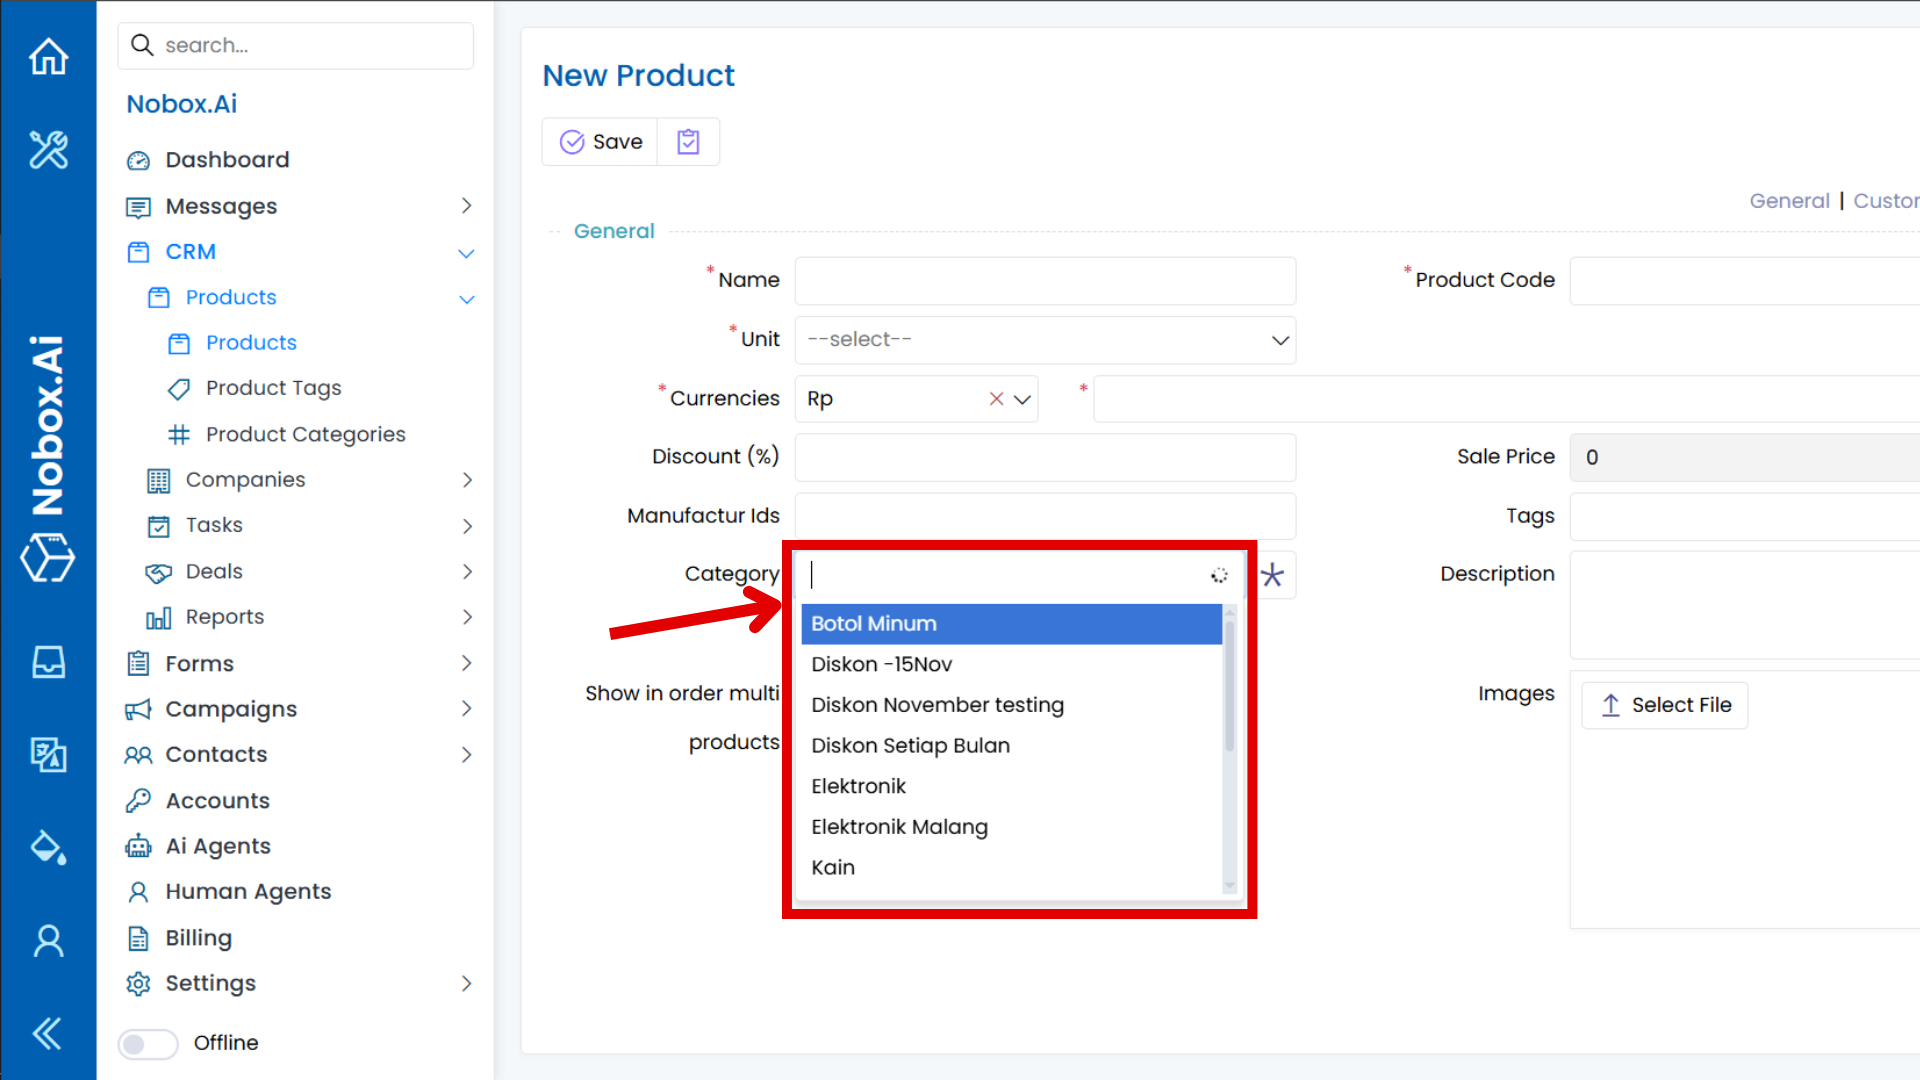 search...
Nobox.Ai
Dashboard
Messages
CRM
Products
Products
Product Tags
Product Categories
Companies
Tasks
Deals
Reports
Forms
Campaigns
Contacts
Accounts
Ai Agents
Human Agents
Billing
Settings
Offline
Nobox.Ai
New Product
Save
General | Custor
General
* Name
* Product Code
* Unit --select--
* Currencies Rp *
Discount (%)
Sale Price 0
Manufactur Ids
Tags
Category
Description
Botol Minum
Diskon -15Nov
Diskon November testing
Diskon Setiap Bulan
Elektronik
Elektronik Malang
Kain
Show in order multi
products
Images
Select File